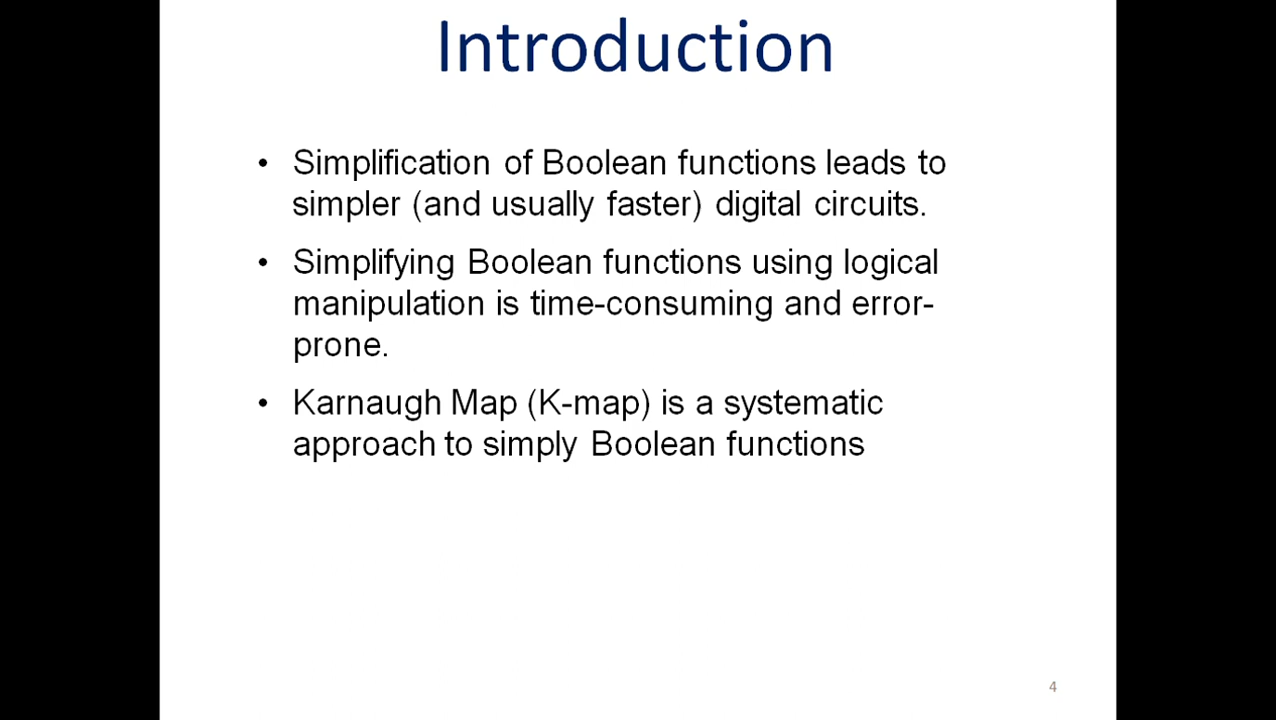 Introduction
• Simplification of Boolean functions leads to
simpler (and usually faster) digital circuits.
• Simplifying Boolean functions using logical
manipulation is time-consuming and error-
prone.
• Karnaugh Map (K-map) is a systematic
approach to simply Boolean functions
4